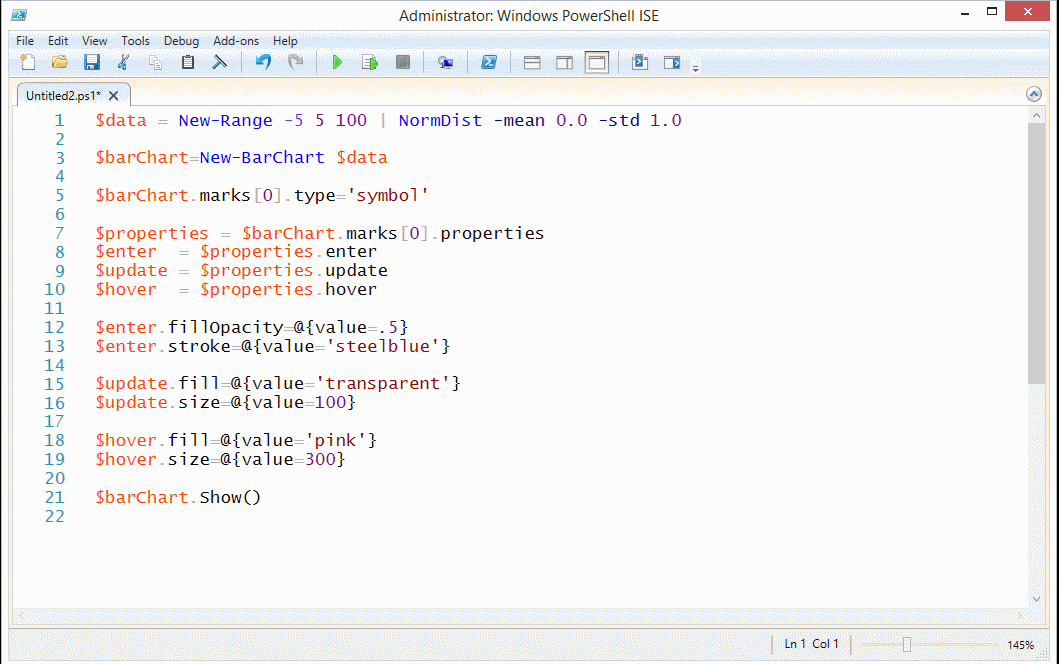 Administrator: Windows PowerShell ISE
File Edit View Tools Debug Add-ons Help
Untitled2.ps1*
1 $data = New-Range -5 5 100 | NormDist -mean 0.0 -std 1.0
2
3 $barChart=New-BarChart $data
4
5 $barChart.marks[0].type='symbol'
6
7 $properties = $barChart.marks[0].properties
8 $enter  = $properties.enter
9 $update = $properties.update
10 $hover  = $properties.hover
11
12 $enter.fillOpacity=@{value=.5}
13 $enter.stroke=@{value='steelblue'}
14
15 $update.fill=@{value='transparent'}
16 $update.size=@{value=100}
17
18 $hover.fill=@{value='pink'}
19 $hover.size=@{value=300}
20
21 $barChart.Show()
22
Ln 1 Col 1 145%